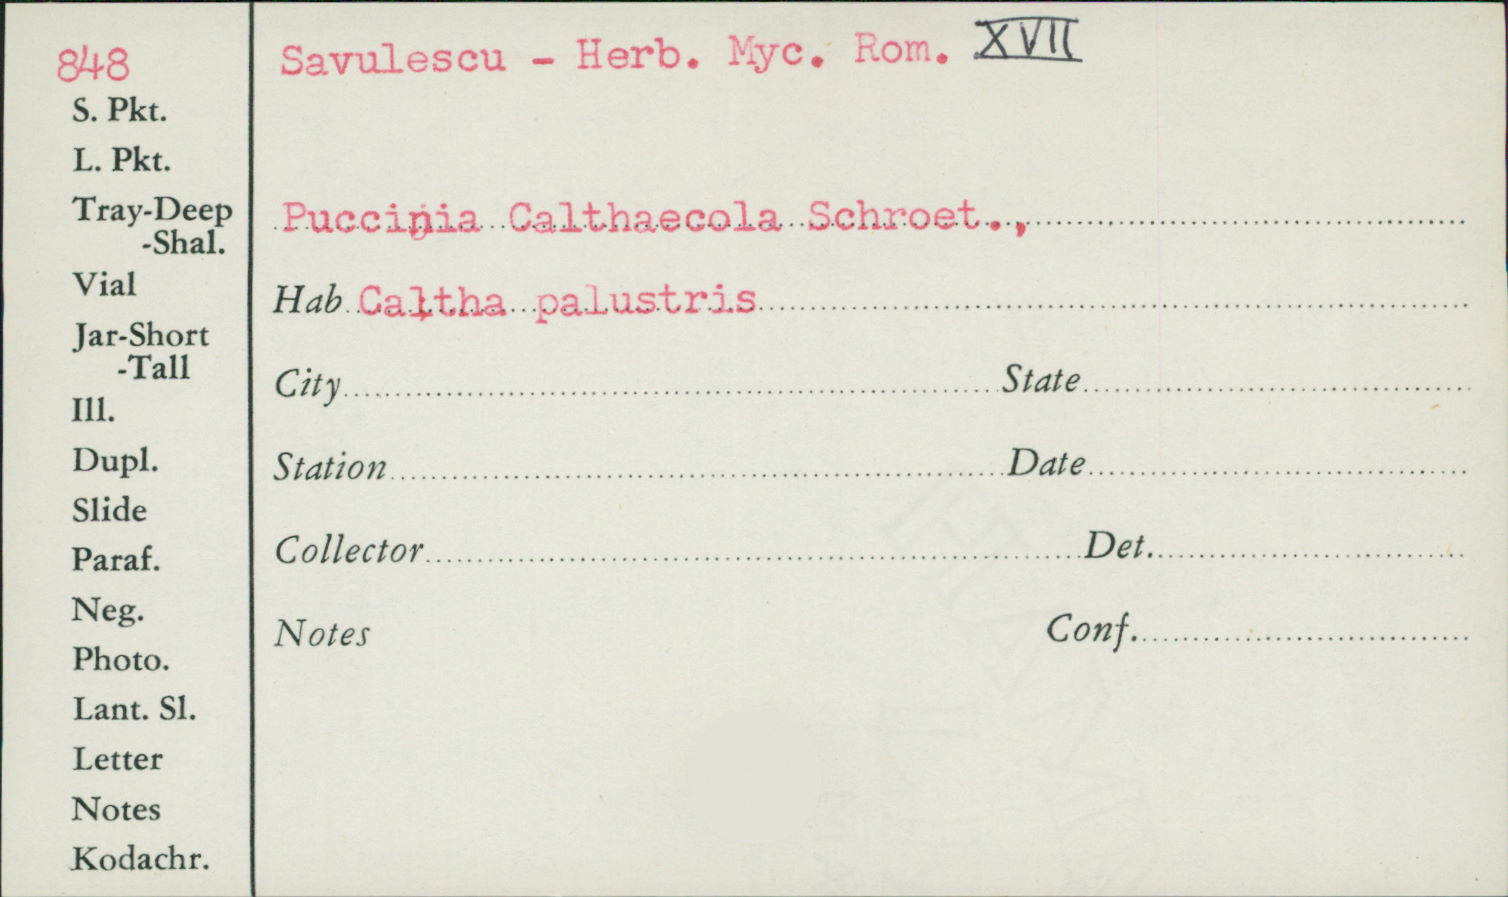 848
Savulescu - Herb. Myc. Rom. XVII
S. Pkt.
L. Pkt.
Tray-Deep
-Shal.
Vial
Jar-Short
-Tall
Ill.
Dupl.
Slide
Paraf.
Neg.
Photo.
Lant. Sl.
Letter
Notes
Kodachr.
Puccinia Calthaecola Schroet.,
Hab Caltha palustris
City State
Station Date
Collector Det.
Notes Conf.